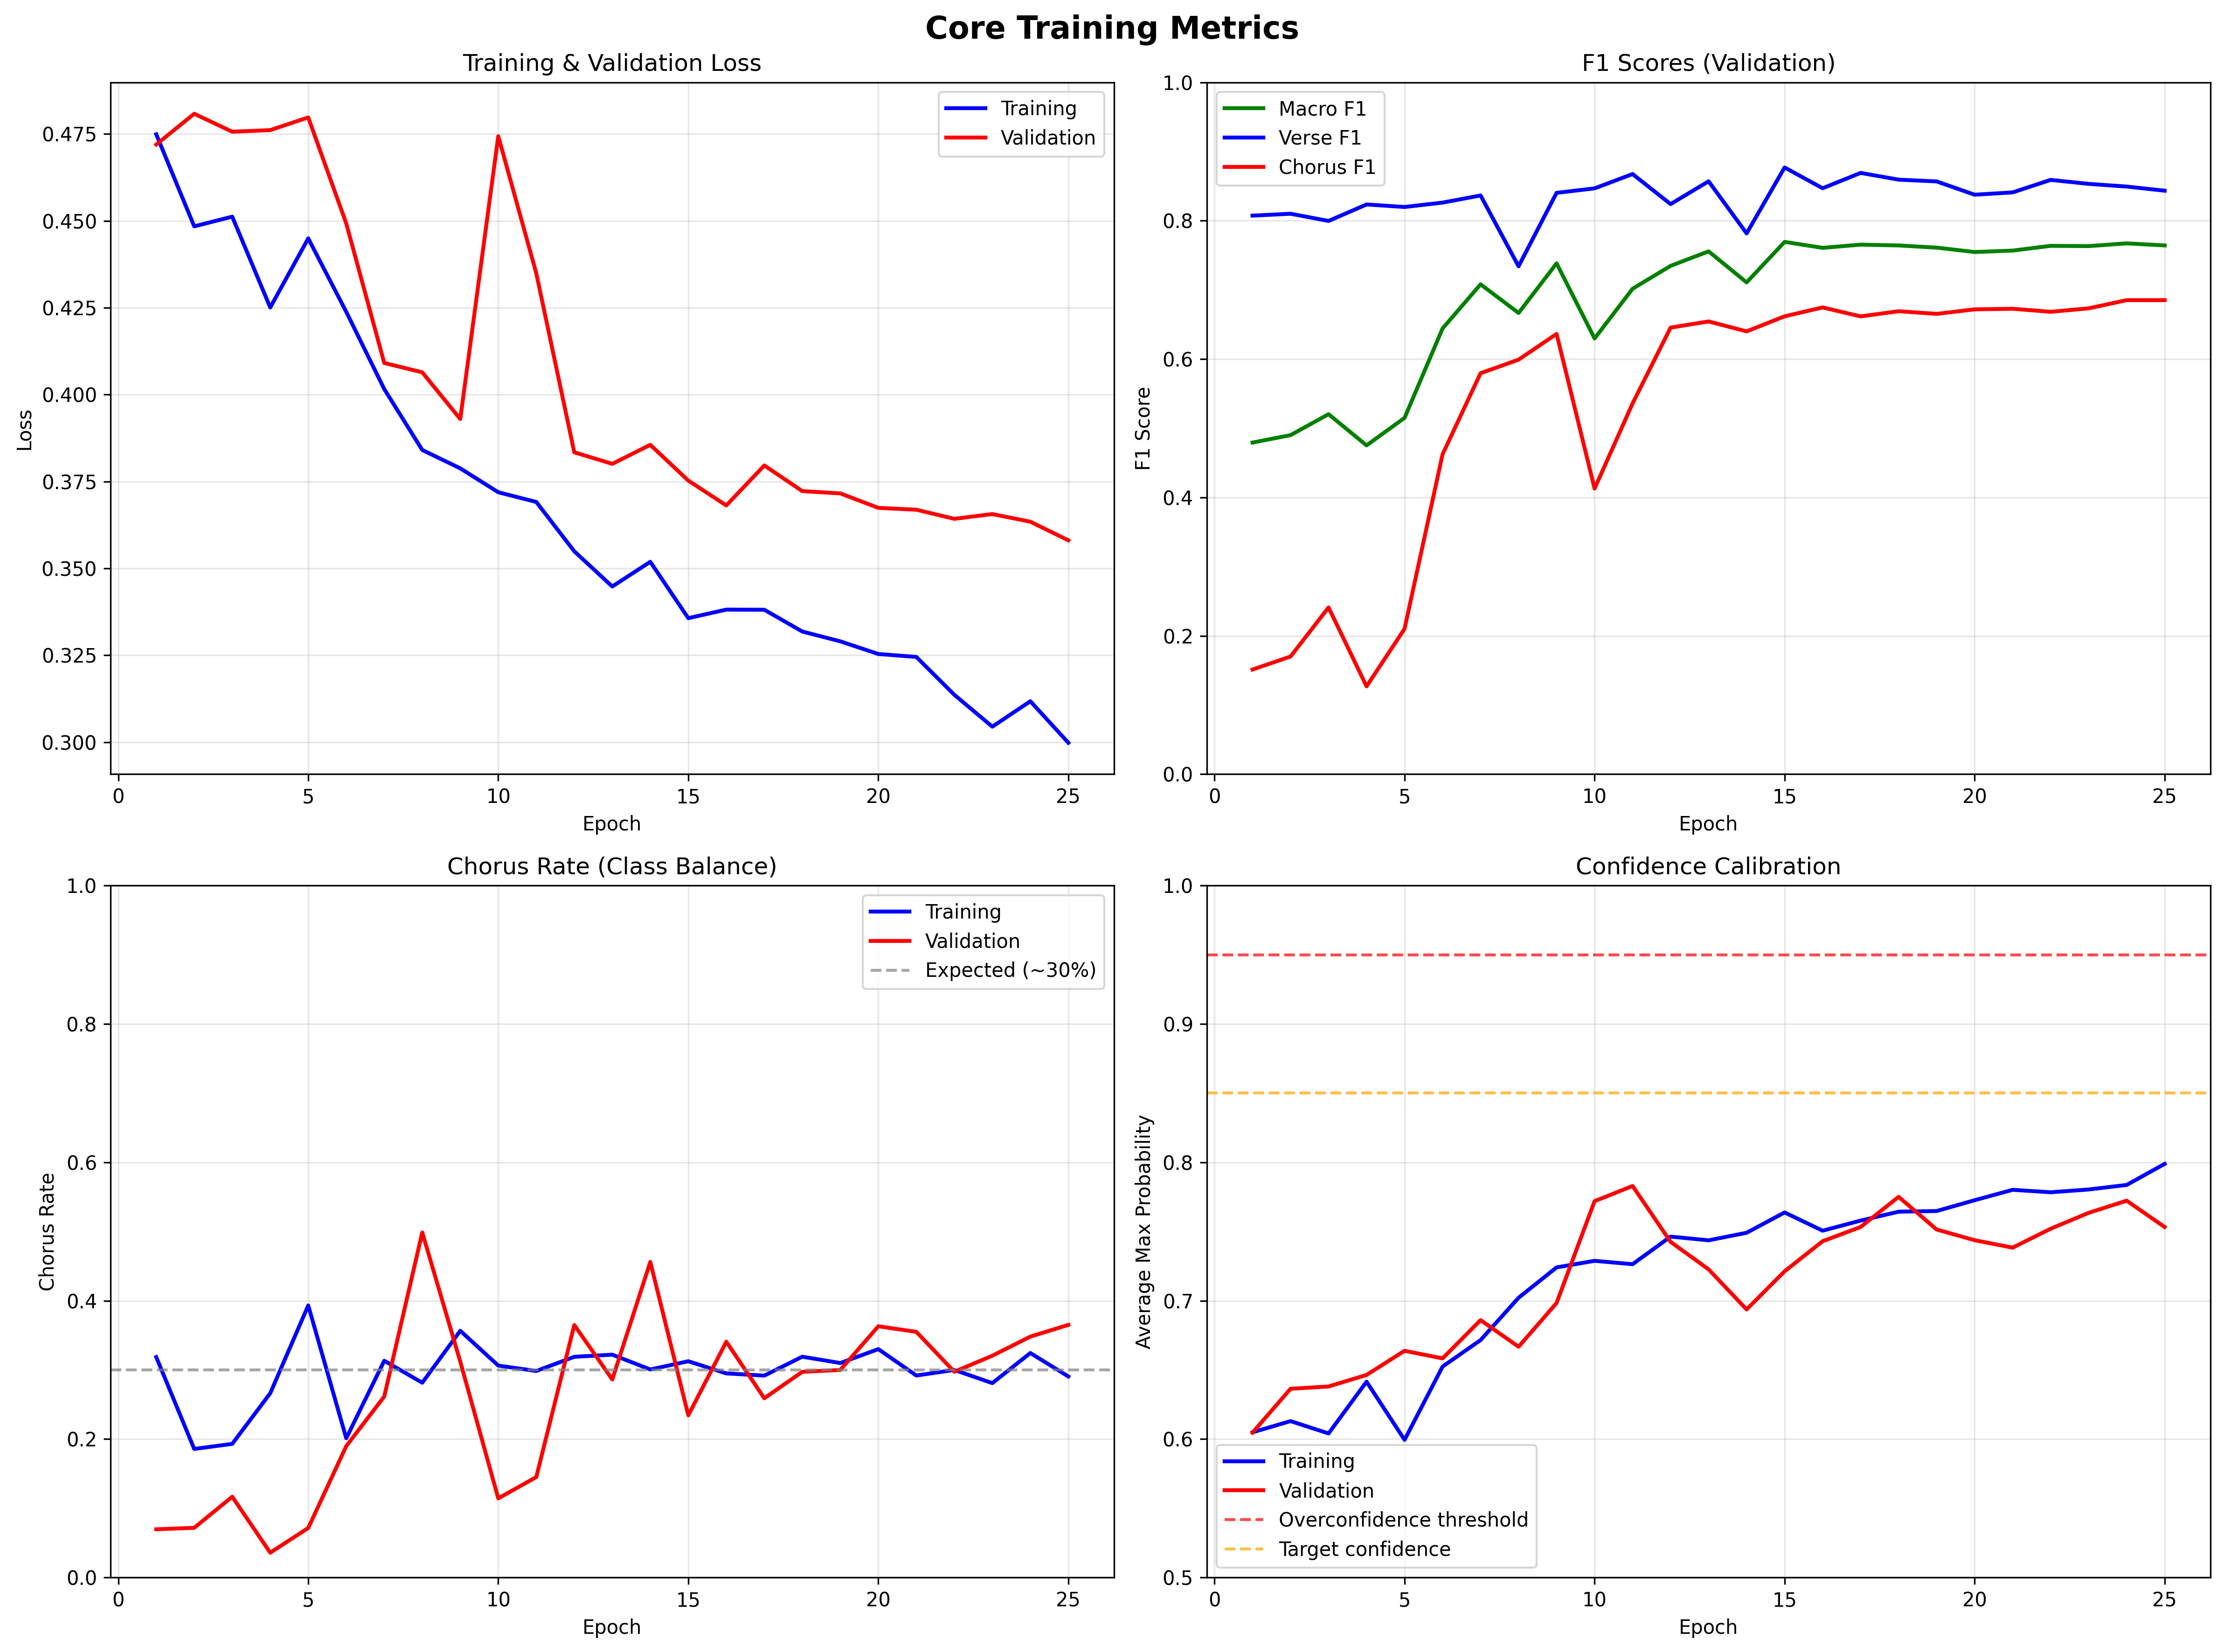 Core Training Metrics
Training & Validation Loss
Training
Validation
0.475
0.450
0.425
0.400
0.375
0.350
0.325
0.300
Loss
0
5
10
15
20
25
Epoch
F1 Scores (Validation)
Macro F1
Verse F1
Chorus F1
1.0
0.8
0.6
0.4
0.2
0.0
F1 Score
0
5
10
15
20
25
Epoch
Chorus Rate (Class Balance)
Training
Validation
Expected (~30%)
1.0
0.8
0.6
0.4
0.2
0.0
Chorus Rate
0
5
10
15
20
25
Epoch
Confidence Calibration
1.0
0.9
0.8
0.7
0.6
0.5
Average Max Probability
Training
Validation
Overconfidence threshold
Target confidence
0
5
10
15
20
25
Epoch